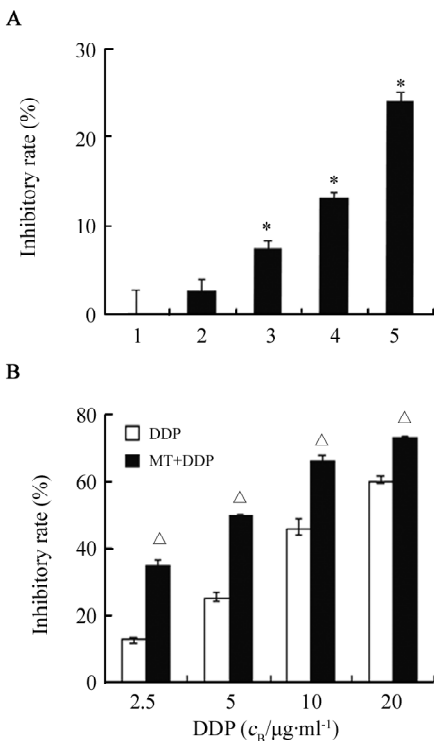 A
Inhibitory rate (%)
30
20
10
0
*
*
*
1 2 3 4 5
B
Inhibitory rate (%)
80
60
40
20
0
DDP
MT+DDP
△
△
△
△
2.5 5 10 20
DDP (c_B/μg·ml⁻¹)